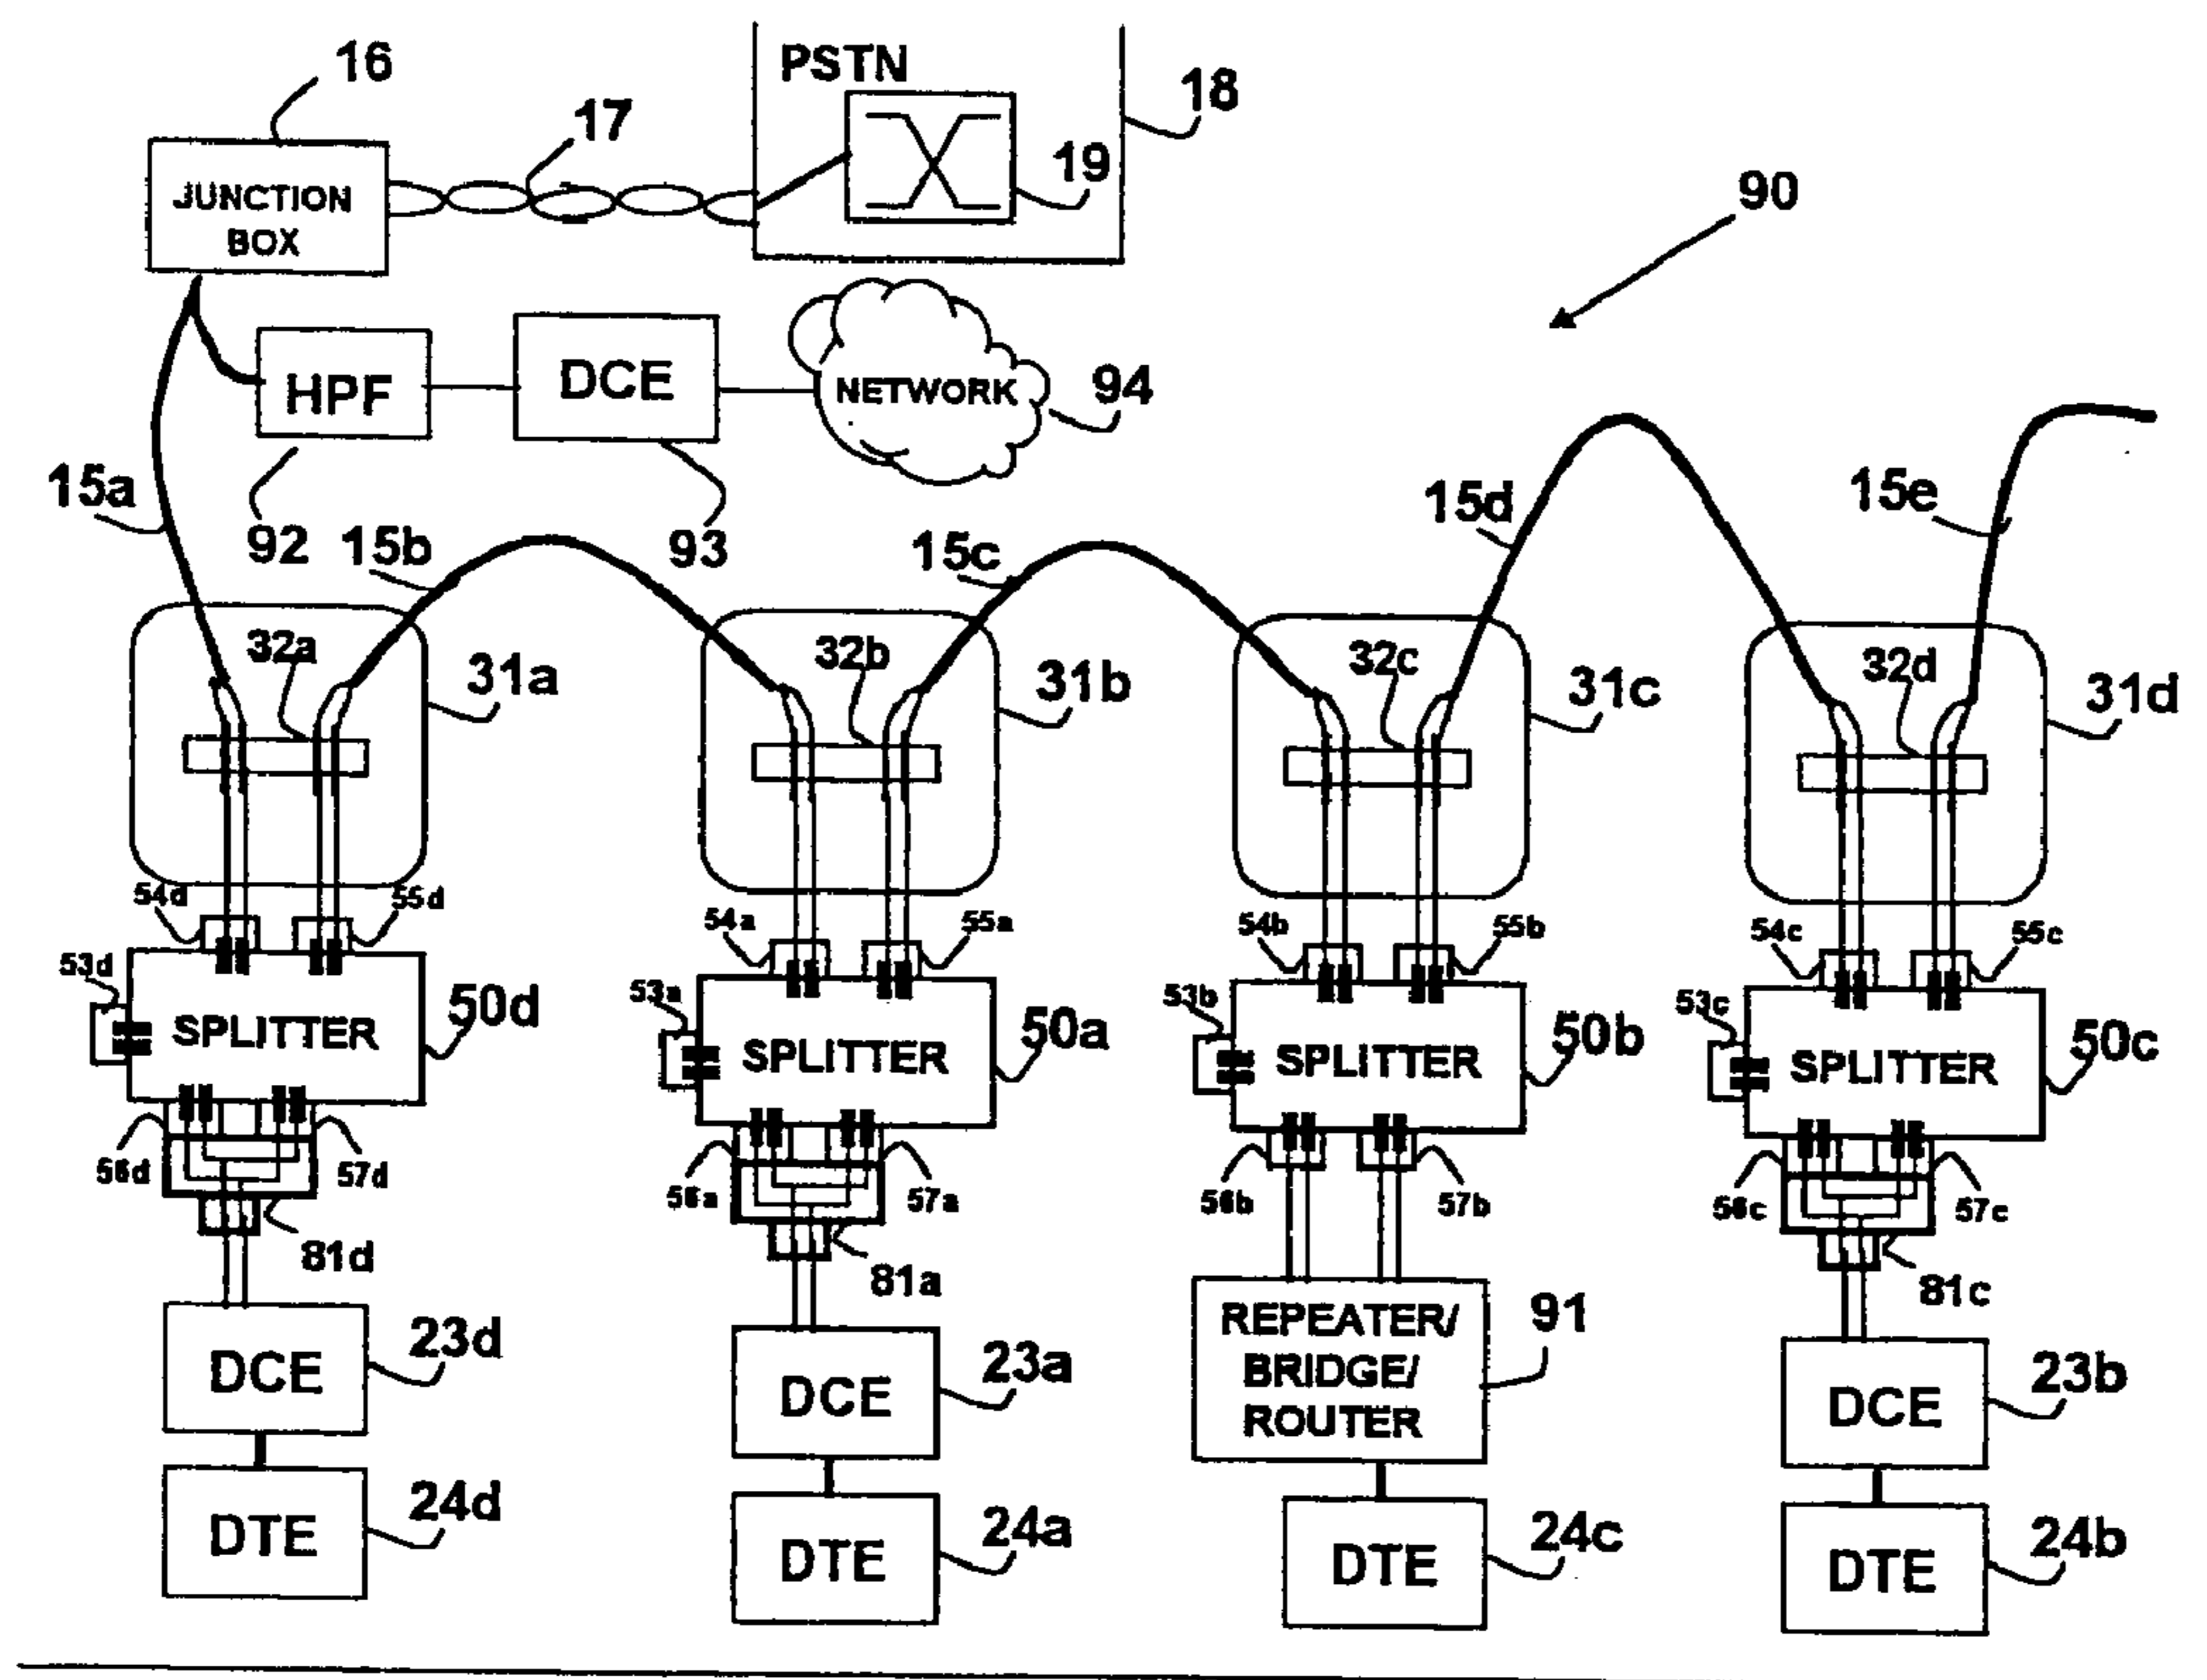 16
17
PSTN
18
19
JUNCTION
BOX
90
HPF
DCE
NETWORK
94
15a
92
15b
93
15c
15d
15e
32a
31a
32b
31b
32c
31c
32d
31d
54d
55d
54a
55a
54b
55b
54c
55c
53d
SPLITTER
50d
53a
SPLITTER
50a
53b
SPLITTER
50b
53c
SPLITTER
50c
56d
57d
56a
57a
56b
57b
56c
57c
81d
81a
81c
DCE
23d
DCE
23a
REPEATER/
BRIDGE/
ROUTER
91
DCE
23b
DTE
24d
DTE
24a
DTE
24c
DTE
24b